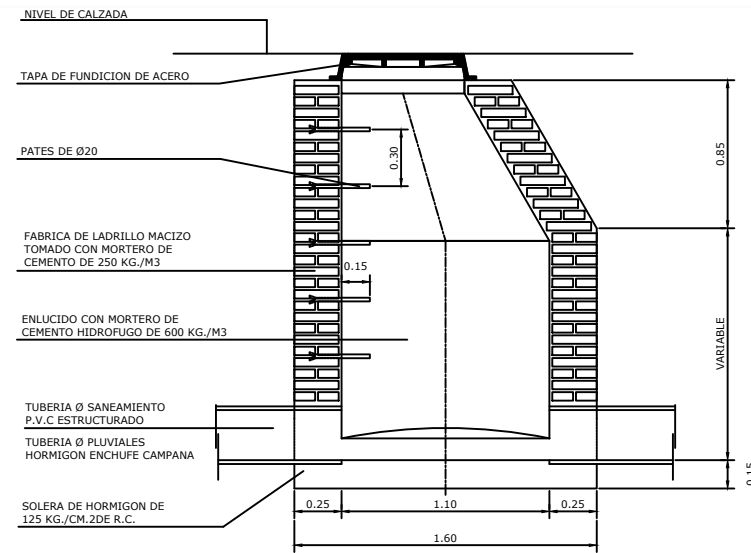 NIVEL DE CALZADA
TAPA DE FUNDICION DE ACERO
PATES DE Ø20
FABRICA DE LADRILLO MACIZO
TOMADO CON MORTERO DE
CEMENTO DE 250 KG./M3
ENLUCIDO CON MORTERO DE
CEMENTO HIDROFUGO DE 600 KG./M3
TUBERIA Ø SANEAMIENTO
P.V.C ESTRUCTURADO
TUBERIA Ø PLUVIALES
HORMIGON ENCHUFE CAMPANA
SOLERA DE HORMIGON DE
125 KG./CM.2DE R.C.
0.30
0.15
0.85
VARIABLE
0.15
0.25
1.10
0.25
1.60